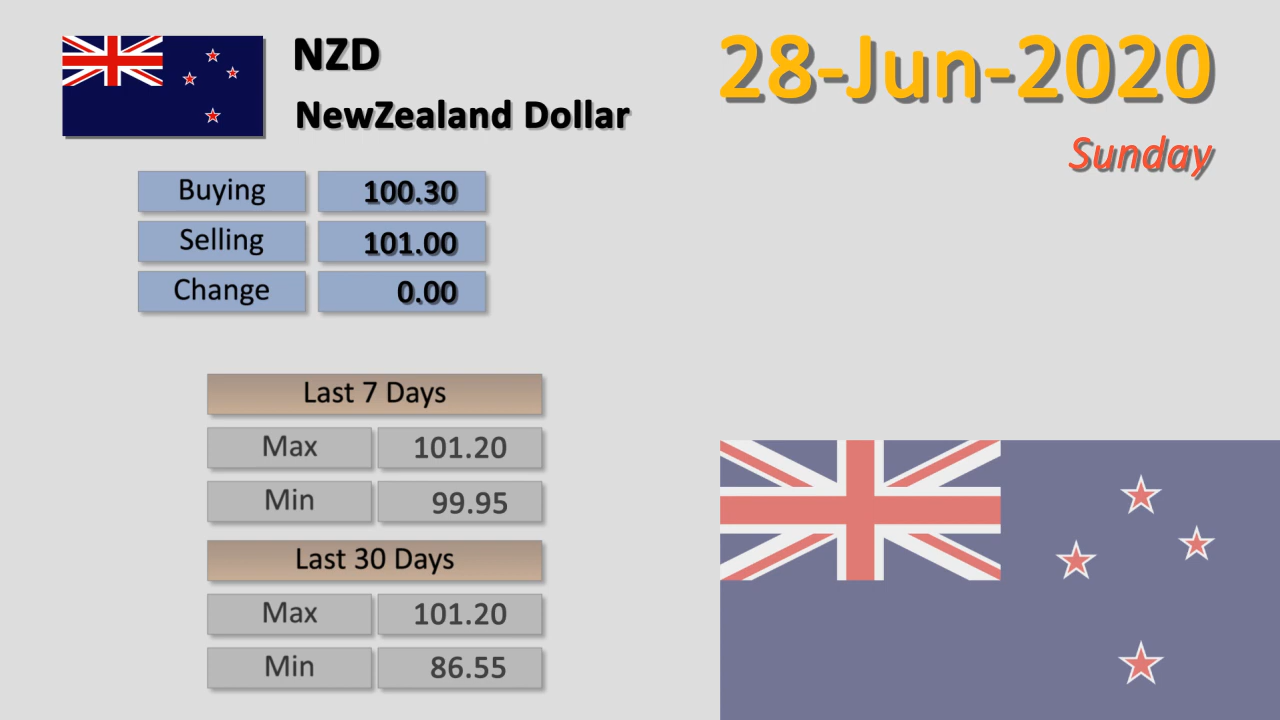 NZD
NewZealand Dollar
28-Jun-2020
Sunday
Buying 100.30
Selling 101.00
Change 0.00
Last 7 Days
Max 101.20
Min 99.95
Last 30 Days
Max 101.20
Min 86.55